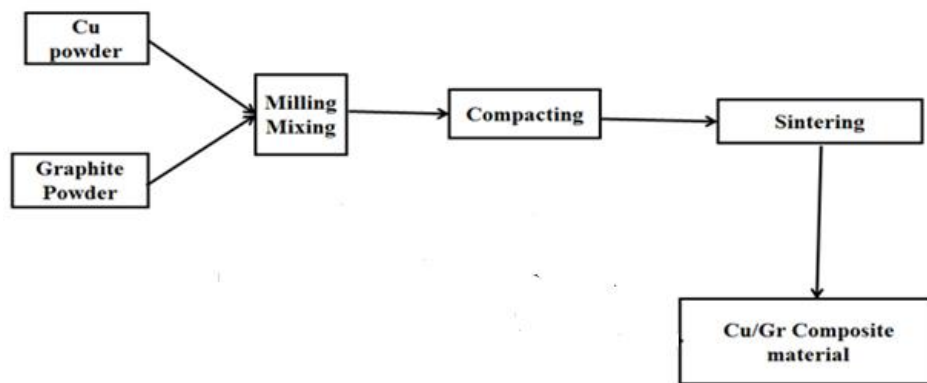 Cu
powder
Graphite
Powder
Milling
Mixing
Compacting
Sintering
Cu/Gr Composite
material